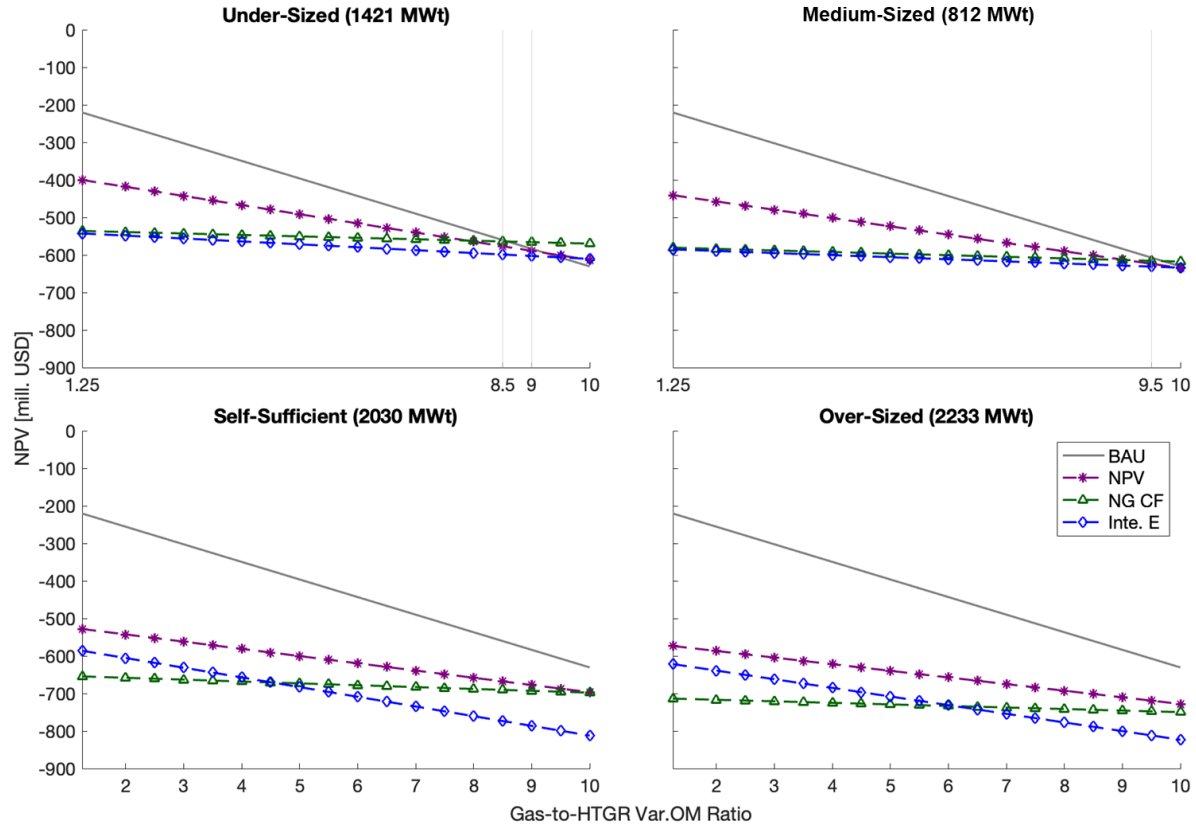 Under-Sized (1421 MWt)
Medium-Sized (812 MWt)
0
-100
-200
-300
-400
-500
-600
-700
-800
-900
1.25 8.5 9 10
1.25 9.5 10
NPV [mill. USD]
Self-Sufficient (2030 MWt)
Over-Sized (2233 MWt)
0
-100
-200
-300
-400
-500
-600
-700
-800
-900
BAU
NPV
NG CF
Inte. E
2 3 4 5 6 7 8 9 10
2 3 4 5 6 7 8 9 10
Gas-to-HTGR Var.OM Ratio